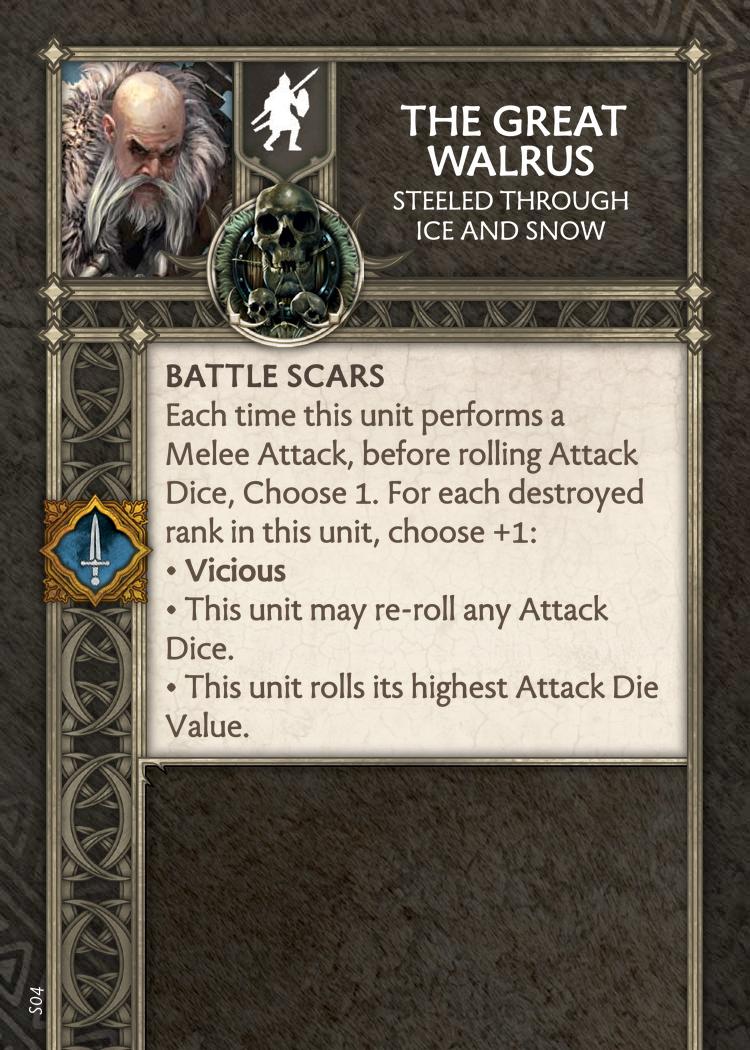 THE GREAT
WALRUS
STEELED THROUGH
ICE AND SNOW
BATTLE SCARS
Each time this unit performs a
Melee Attack, before rolling Attack
Dice, Choose 1. For each destroyed
rank in this unit, choose +1:
• Vicious
• This unit may re-roll any Attack
Dice.
• This unit rolls its highest Attack Die
Value.
S04